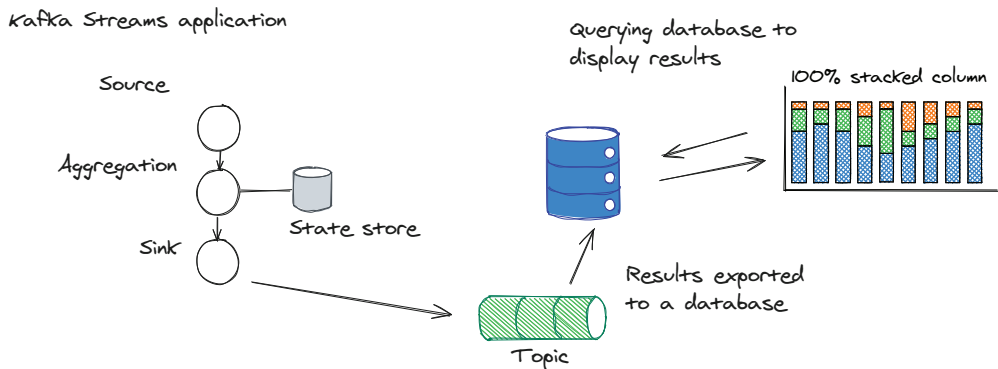 Kafka Streams application
Source
Aggregation
State store
Sink
Topic
Results exported
to a database
Querying database to
display results
100% stacked column